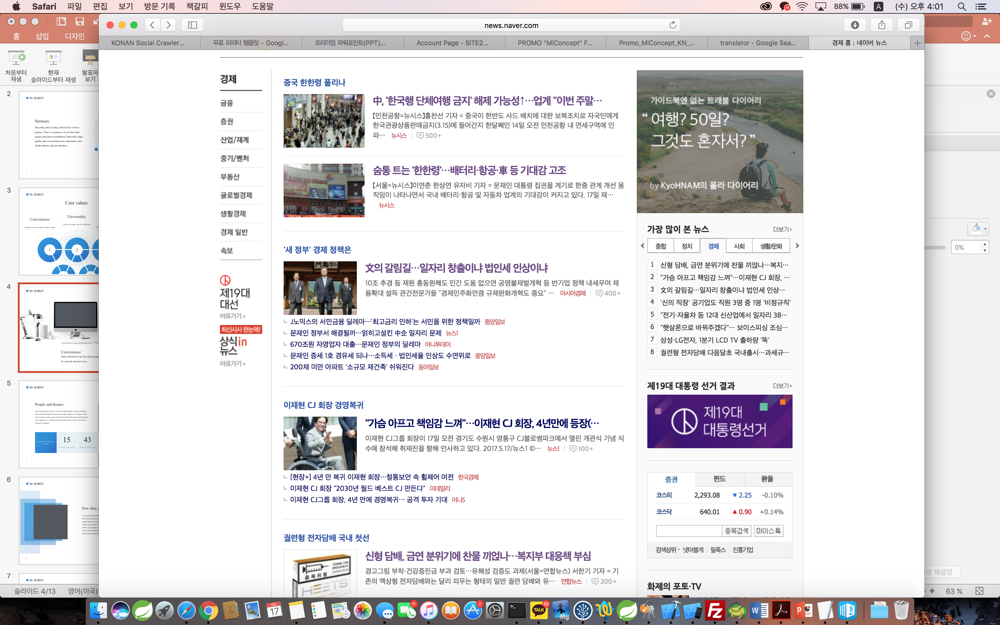 Safari 파일 편집 보기 방문 기록 책갈피 윈도우 도움말
88% A (수) 오후 4:01
홈 삽입 디자인
news.naver.com
KONAN Social Crawler...
무료 피피티 템플릿 - Googl...
프리미엄 파워포인트(PPT)...
Account Page - SITE2...
PROMO "MiConcept" F...
Promo_MiConcept_KN_...
translator - Google Sea...
경제 홈 : 네이버 뉴스
처음부터
재생
현재
슬라이드부터 재생
발표자
보기
2
Mr. ROBOT
Summary
Recently, data is being collected for various
purpose. There is a purpose of real-time data
inquiry and data accumulation. Especially, high-
quality data is becoming more important as the
fourth industry attracts attention.
3
Mr. ROBOT
Core values
Convenience
Universality
Anyone can use data crawler easily
Any web page can be collected.
1
2
4
Mr. ROBOT
Convenience
Data collection is not for only an exp
be easy for anyone to use.
5
Mr. ROBOT
People and dreams
15
43
6
Mr. ROBOT
New idea,
7
Mr. ROBOT
슬라이드 4/13 영어(미국)
경제
금융
증권
산업/재계
중기/벤처
부동산
글로벌경제
생활경제
경제 일반
속보
제19대
대선
바로가기
최신시사 한눈에!
상식in
뉴스
바로가기
중국 한한령 풀리나
26
中, '한국행 단체여행 금지' 해제 가능성↑…업계 "이번 주말…
【인천공항=뉴시스】홍찬선 기자 = 중국이 한반도 사드 배치에 대한 보복조치로 자국민에게
한국관광상품판매금지(3.15)에 들어간지 한달째인 14일 오전 인천공항 내 면세구역에 인
파… 뉴시스 500+
숨통 트는 '한한령'…배터리·항공·車 등 기대감 고조
【서울=뉴시스】이연춘 한상연 유자비 기자 = 문재인 대통령 집권을 계기로 한중 관계 개선 움
직임이 나타나면서 국내 배터리·항공 및 자동차 업계의 기대감이 커지고 있다. 17일 재…
뉴시스
'새 정부' 경제 정책은
文의 갈림길…일자리 창출이냐 법인세 인상이냐
10조 추경 등 재원 총동원해도 민간 도움 없으면 공염불재벌개혁 등 반기업 정책 내세우며 채
용확대 설득 관건전문가들 "경제민주화만큼 규제완화개혁도 중요" … 아시아경제 400+
J노믹스의 서민금융 딜레마…'최고금리 인하'는 서민을 위한 정책일까 중앙일보
문재인 정부서 해결될까…얽히고설킨 中企 일자리 문제 뉴스1
670조원 자영업자 대출…문재인 정부의 딜레마 머니투데이
문재인 증세 1호 경유세 되나…소득세·법인세율 인상도 수면위로 중앙일보
200채 미만 아파트 '소규모 재건축' 쉬워진다 동아일보
이재현 CJ 회장 경영복귀
"가슴 아프고 책임감 느껴"…이재현 CJ 회장, 4년만에 등장(…
이재현 CJ그룹 회장이 17일 오전 경기도 수원시 영통구 CJ블로썸파크에서 열린 개관식 기념 식
수에 참석해 취재진을 향해 인사하고 있다. 2017.5.17/뉴스1 ©… 뉴스1 100+
[현장+] 4년 만 복귀 이재현 회장…철통보안 속 휠체어 여전 한국경제
이재현 CJ 회장 "2030년 월드 베스트 CJ 만든다" 이데일리
이재현 CJ그룹 회장, 4년 만에 경영복귀… 공격 투자 기대 머니S
궐련형 전자담배 국내 첫선
중독위험
HEETS
신형 담배, 금연 분위기에 찬물 끼얹나…복지부 대응책 부심
경고그림 부착·건강증진금 부과 검토…유해성 검증도 과제(서울=연합뉴스) 서한기 기자 = 기
존의 액상형 전자담배와는 달리 피우는 형태의 일반 궐련 담배와 유… 연합뉴스 200+
가이드북엔 없는 트래블 다이어리
“ 여행? 50일?
그것도 혼자서? ”
by KyoHNAM의 폴라 다이어리
가장 많이 본 뉴스 더보기
종합 정치 경제 사회 생활/문화
1 신형 담배, 금연 분위기에 찬물 끼얹나…복지…
2 "가슴 아프고 책임감 느껴"…이재현 CJ 회장, …
3 文의 갈림길…일자리 창출이냐 법인세 인상…
4 '신의 직장' 공기업도 직원 3명 중 1명 '비정규직'
5 "전기·자율차 등 12대 신산업에서 일자리 38…
6 "햇살론으로 바꿔주겠다"… 보이스피싱 조심…
7 삼성·LG전자, 1분기 LCD TV 출하량 '뚝'
8 궐련형 전자담배 다음달초 국내출시…과세규…
제19대 대통령 선거 결과 더보기
제19대
대통령선거
증권 펀드 환율
코스피 2,293.08 ▼ 2.25 -0.10%
코스닥 640.01 ▲ 0.90 +0.14%
종목검색 마이스톡
검색상위 넷마블게 필룩스 진흥기업
화제의 포토·TV
0%
경 재설정
63 %
5월
17
11
2
TALK
50
Mg
Fz
W
P